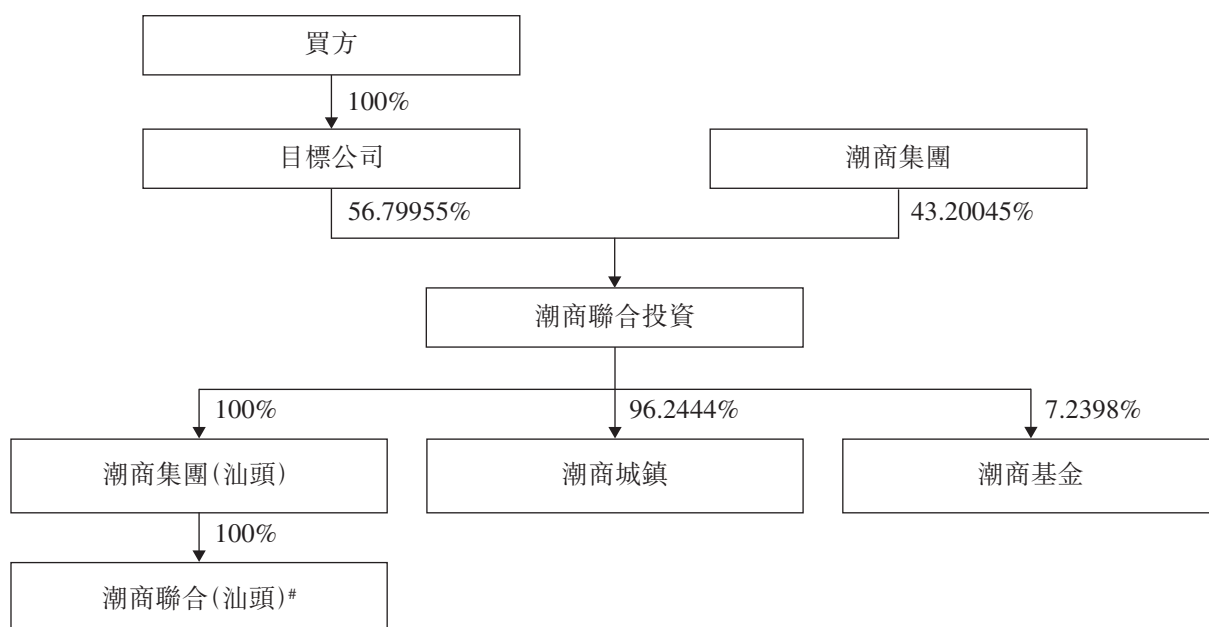 買方
100%
目標公司
潮商集團
56.79955%
43.20045%
潮商聯合投資
100%
96.2444%
7.2398%
潮商集團(汕頭)
潮商城鎮
潮商基金
100%
潮商聯合(汕頭)#